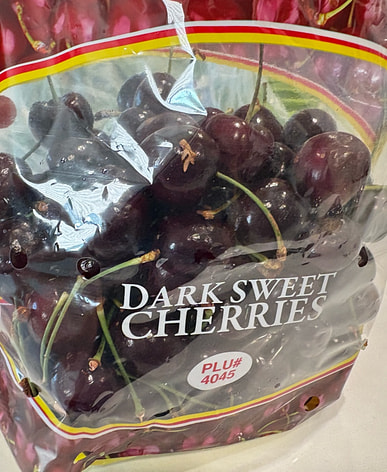 DARK SWEET
CHERRIES
PLU#
4045